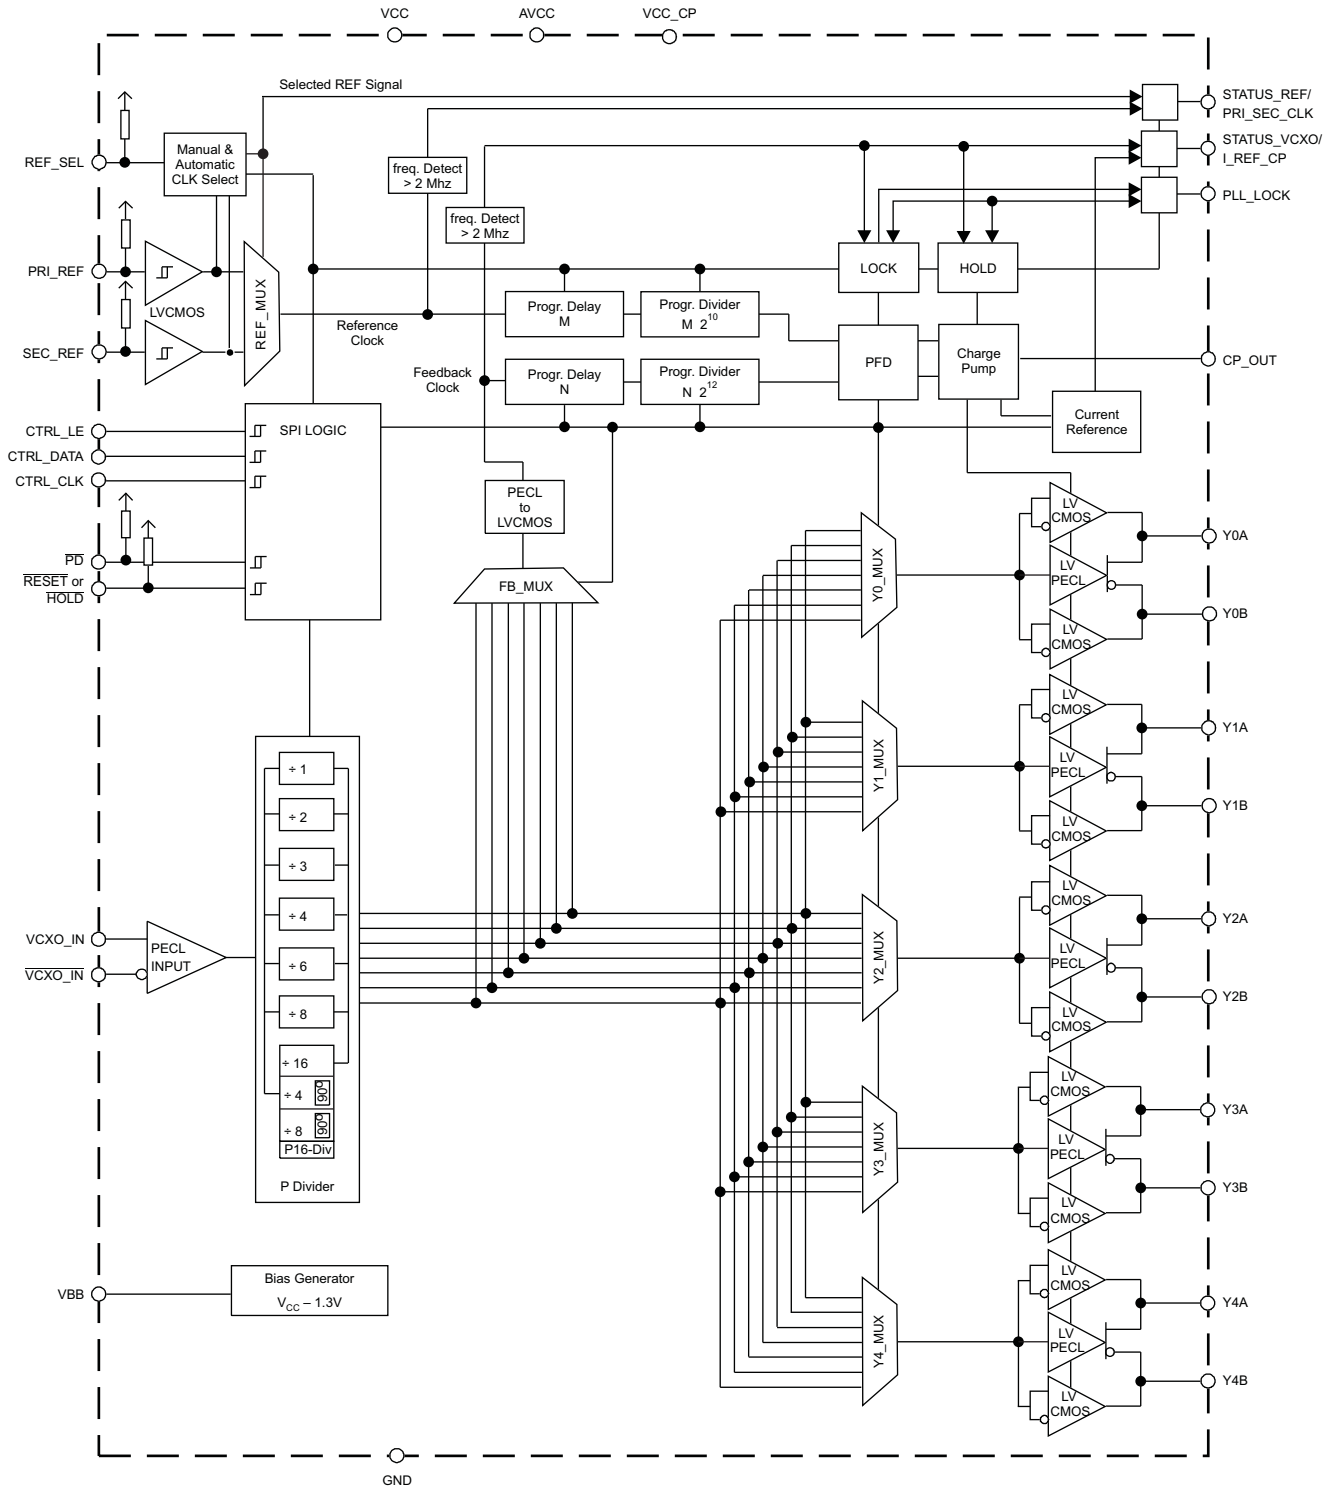 VCC
AVCC
VCC_CP
Selected REF Signal
STATUS_REF/
PRI_SEC_CLK
STATUS_VCXO/
I_REF_CP
PLL_LOCK
REF_SEL
Manual &
Automatic
CLK Select
freq. Detect
> 2 Mhz
freq. Detect
> 2 Mhz
PRI_REF
LVCMOS
SEC_REF
REF_MUX
Reference
Clock
Feedback
Clock
Progr. Delay
M
Progr. Divider
M 2^10
Progr. Delay
N
Progr. Divider
N 2^12
LOCK
HOLD
PFD
Charge
Pump
CP_OUT
Current
Reference
CTRL_LE
CTRL_DATA
CTRL_CLK
PD
RESET or
HOLD
SPI LOGIC
PECL
to
LVCMOS
FB_MUX
Y0_MUX
LV
CMOS
LV
PECL
LV
CMOS
Y0A
Y0B
Y1_MUX
LV
CMOS
LV
PECL
LV
CMOS
Y1A
Y1B
÷ 1
÷ 2
÷ 3
÷ 4
÷ 6
÷ 8
÷ 16
÷ 4
90°
÷ 8
90°
P16-Div
P Divider
VCXO_IN
VCXO_IN
PECL
INPUT
Y2_MUX
LV
CMOS
LV
PECL
LV
CMOS
Y2A
Y2B
Y3_MUX
LV
CMOS
LV
PECL
LV
CMOS
Y3A
Y3B
VBB
Bias Generator
VCC – 1.3V
Y4_MUX
LV
CMOS
LV
PECL
LV
CMOS
Y4A
Y4B
GND